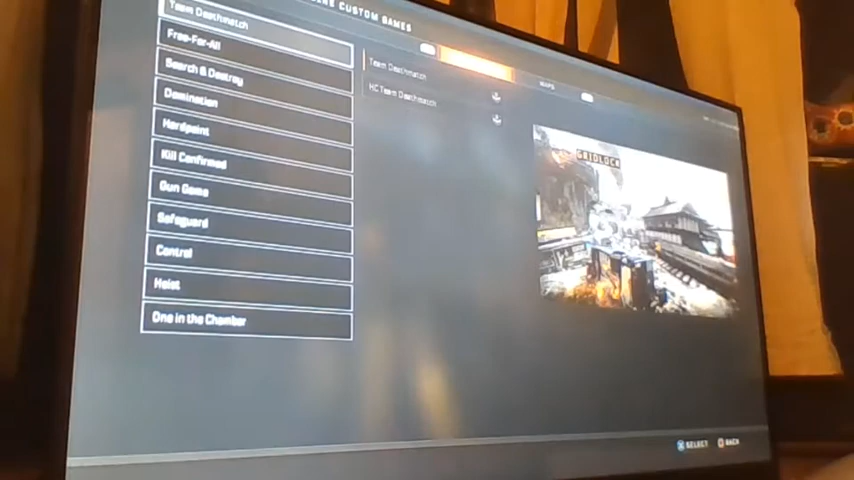 CUSTOM GAMES
Team Deathmatch
Free-For-All
Search & Destroy
Domination
Hardpoint
Kill Confirmed
Gun Game
Safeguard
Control
Heist
One in the Chamber
Team Deathmatch
HC Team Deathmatch
MAPS
GRIDLOCK
SELECT
BACK